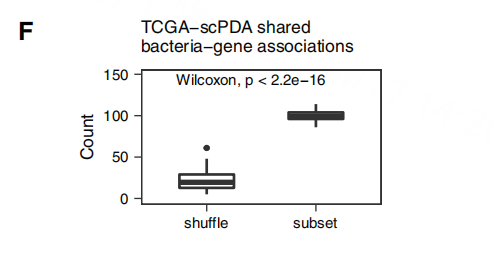 F
TCGA−scPDA shared
bacteria−gene associations
Wilcoxon, p < 2.2e−16
Count
150
100
50
0
shuffle
subset